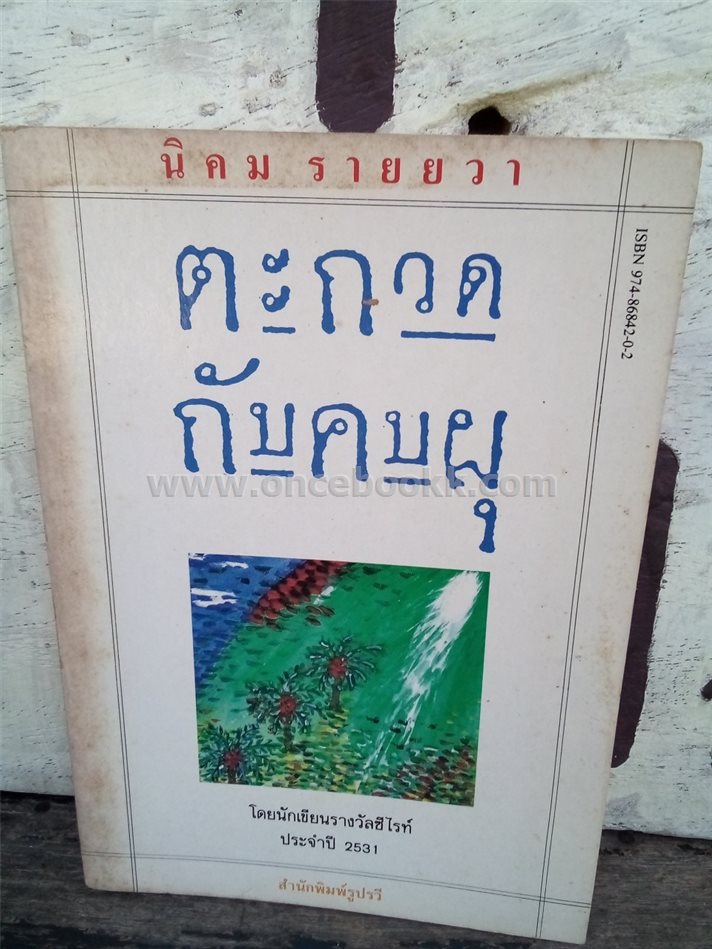 นิคม รายยวา
ตะกวด
กับคบผุ
ISBN 974-86842-0-2
www.oncebookk.com
โดยนักเขียนรางวัลซีไรท์
ประจำปี 2531
สำนักพิมพ์รูปรวี